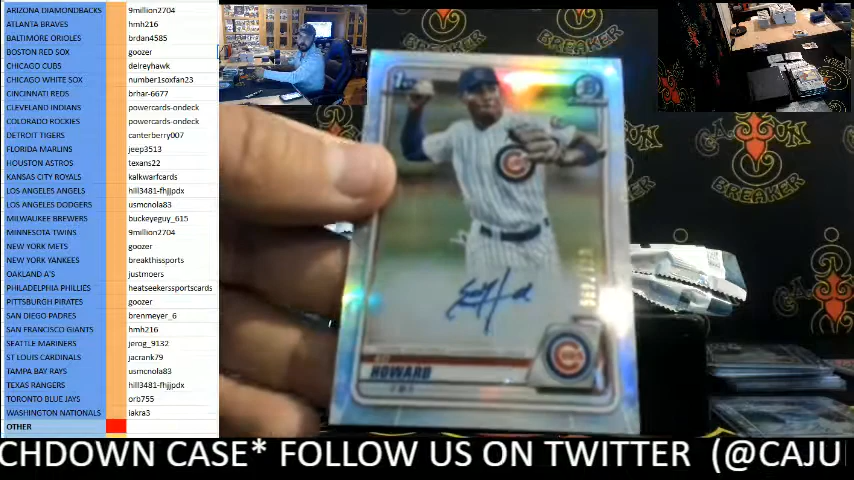 ARIZONA DIAMONDBACKS 9million2704
ATLANTA BRAVES hmh216
BALTIMORE ORIOLES brdan4585
BOSTON RED SOX goozer
CHICAGO CUBS delreyhawk
CHICAGO WHITE SOX number1soxfan23
CINCINNATI REDS brhar-6677
CLEVELAND INDIANS powercards-ondeck
COLORADO ROCKIES powercards-ondeck
DETROIT TIGERS canterbery007
FLORIDA MARLINS jeep3513
HOUSTON ASTROS texans22
KANSAS CITY ROYALS kalkwarfcards
LOS ANGELES ANGELS hill3481-fhjjpdx
LOS ANGELES DODGERS usmcnola83
MILWAUKEE BREWERS buckeyeguy_615
MINNESOTA TWINS 9million2704
NEW YORK METS goozer
NEW YORK YANKEES breakthissports
OAKLAND A'S justmoers
PHILADELPHIA PHILLIES heatseekerssportscards
PITTSBURGH PIRATES goozer
SAN DIEGO PADRES brenmeyer_6
SAN FRANCISCO GIANTS hmh216
SEATTLE MARINERS jerog_9132
ST LOUIS CARDINALS jacrank79
TAMPA BAY RAYS usmcnola83
TEXAS RANGERS hill3481-fhjjpdx
TORONTO BLUE JAYS orb755
WASHINGTON NATIONALS iakra3
OTHER
1st
HOWARD
BREAKER
CHDOWN CASE* FOLLOW US ON TWITTER (@CAJU